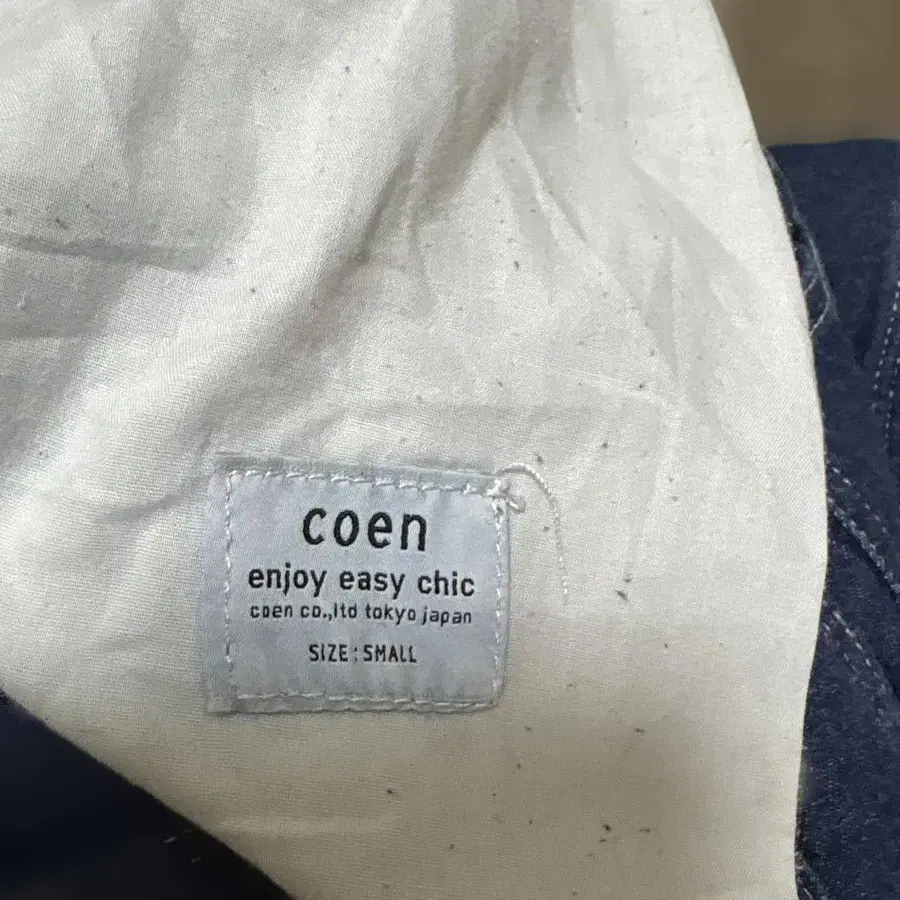 coen
enjoy easy chic
coen co.,ltd tokyo japan
SIZE : SMALL